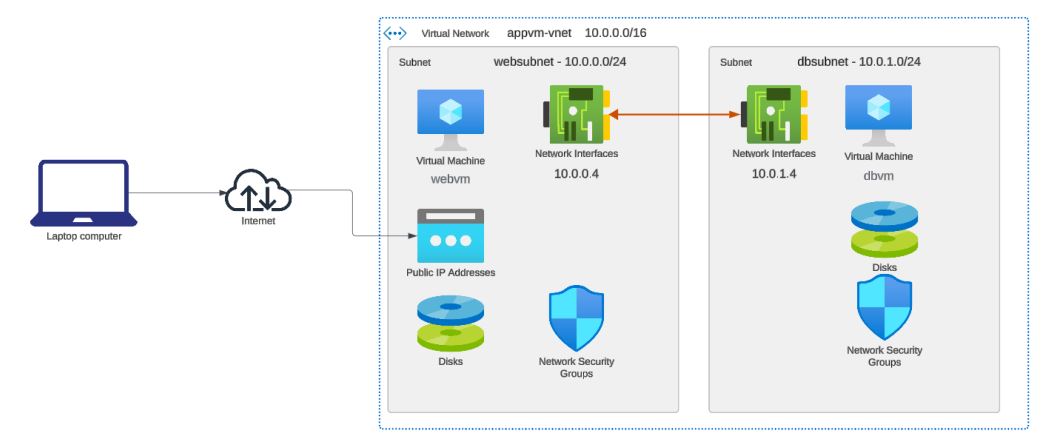 Virtual Network appvm-vnet 10.0.0.0/16
Subnet websubnet - 10.0.0.0/24
Virtual Machine
webvm
Network Interfaces
10.0.0.4
Public IP Addresses
Disks
Network Security
Groups
Subnet dbsubnet - 10.0.1.0/24
Network Interfaces
10.0.1.4
Virtual Machine
dbvm
Disks
Network Security
Groups
Laptop computer
Internet